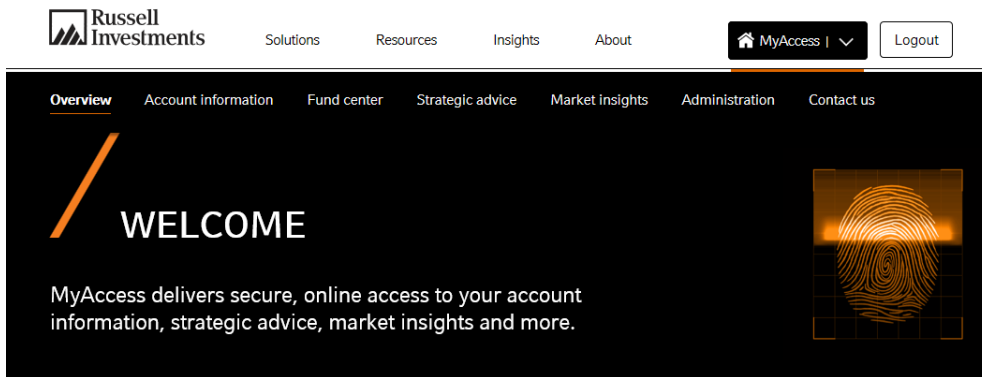 Russell
Investments
Solutions Resources Insights About MyAccess | Logout
Overview Account information Fund center Strategic advice Market insights Administration Contact us
WELCOME
MyAccess delivers secure, online access to your account
information, strategic advice, market insights and more.